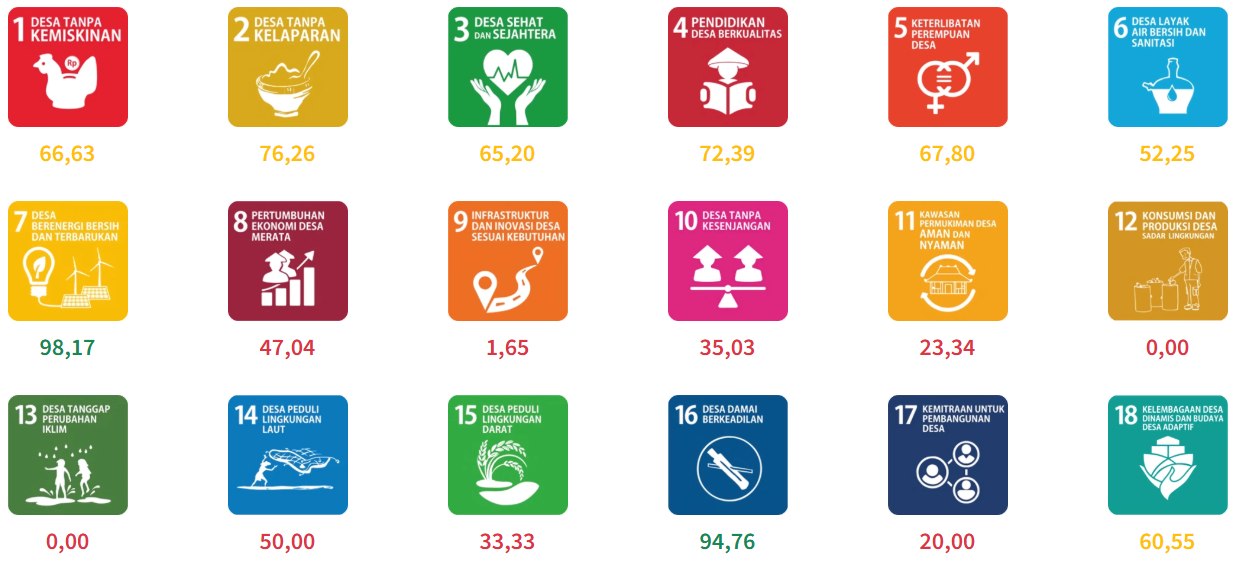 1 DESA TANPA
KEMISKINAN
Rp
66,63
2 DESA TANPA
KELAPARAN
76,26
3 DESA SEHAT
DAN SEJAHTERA
65,20
4 PENDIDIKAN
DESA BERKUALITAS
72,39
5 KETERLIBATAN
PEREMPUAN
DESA
67,80
6 DESA LAYAK
AIR BERSIH DAN
SANITASI
52,25
7 DESA
BERENERGI BERSIH
DAN TERBARUKAN
98,17
8 PERTUMBUHAN
EKONOMI DESA
MERATA
47,04
9 INFRASTRUKTUR
DAN INOVASI DESA
SESUAI KEBUTUHAN
1,65
10 DESA TANPA
KESENJANGAN
35,03
11 KAWASAN
PERMUKIMAN DESA
AMAN DAN
NYAMAN
23,34
12 KONSUMSI DAN
PRODUKSI DESA
SADAR LINGKUNGAN
0,00
13 DESA TANGGAP
PERUBAHAN
IKLIM
0,00
14 DESA PEDULI
LINGKUNGAN
LAUT
50,00
15 DESA PEDULI
LINGKUNGAN
DARAT
33,33
16 DESA DAMAI
BERKEADILAN
94,76
17 KEMITRAAN UNTUK
PEMBANGUNAN
DESA
20,00
18 KELEMBAGAAN DESA
DINAMIS DAN BUDAYA
DESA ADAPTIF
60,55